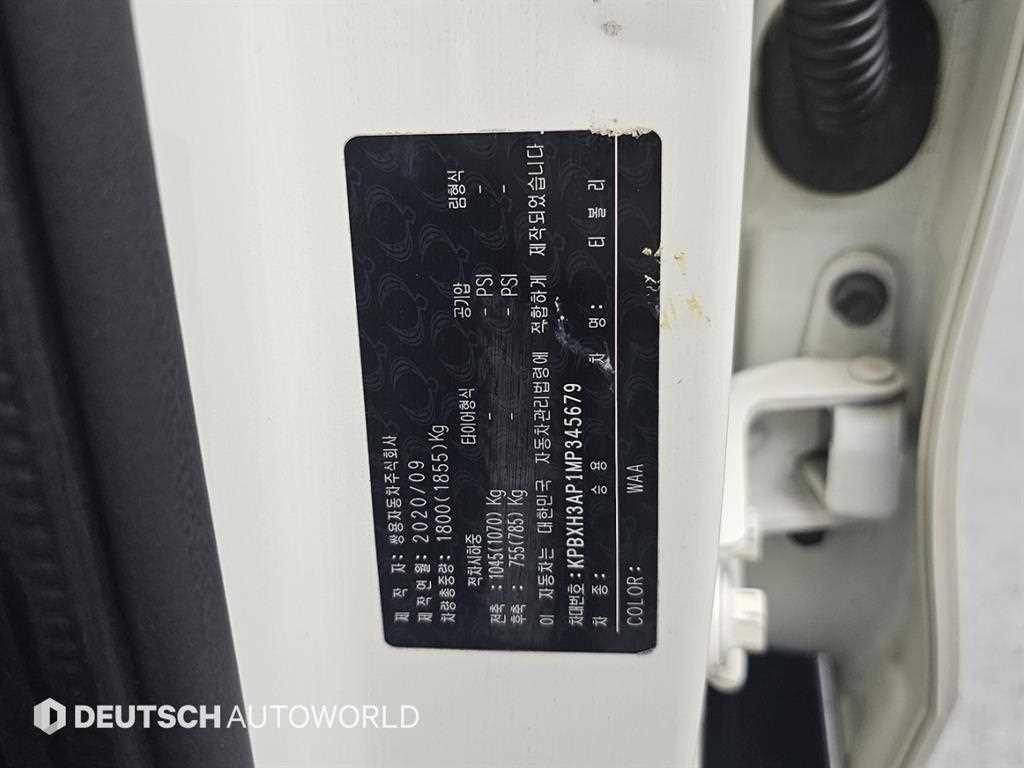 제 작 자: 쌍용자동차주식회사
제작연월: 2020/09
차량총중량: 1800(1855)Kg
적차시하중 타이어형식 공기압 림형식
전축: 1045(1070) Kg - - PSI -
후축: 755(785) Kg - - PSI -
이 자동차는 대한민국 자동차관리법령에 적합하게 제작되었습니다
차대번호: KPBXH3AP1MP345679
차 종: 승용 차 명: 티 볼 리
COLOR: WAA
DEUTSCH AUTOWORLD